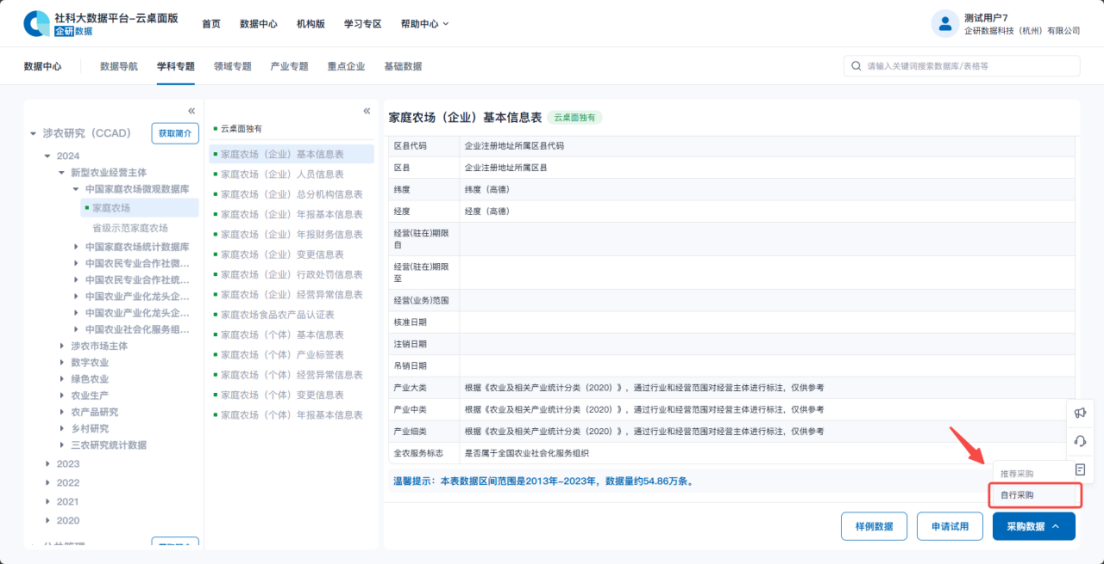 社科大数据平台-云桌面版
企研数据
首页 数据中心 机构版 学习专区 帮助中心
测试用户7
企研数据科技（杭州）有限公司
数据中心 数据导航 学科专题 领域专题 产业专题 重点企业 基础数据
请输入关键词搜索数据库/表格等
涉农研究（CCAD） 获取简介
2024
新型农业经营主体
中国家庭农场微观数据库
家庭农场
省级示范家庭农场
中国家庭农场统计数据库
中国农民专业合作社微...
中国农民专业合作社统...
中国农业产业化龙头企...
中国农业产业化龙头企...
中国农业社会化服务组...
涉农市场主体
数字农业
绿色农业
农业生产
农产品研究
乡村研究
三农研究统计数据
2023
2022
2021
2020
云桌面独有
家庭农场（企业）基本信息表
家庭农场（企业）人员信息表
家庭农场（企业）总分机构信息表
家庭农场（企业）年报基本信息表
家庭农场（企业）年报财务信息表
家庭农场（企业）变更信息表
家庭农场（企业）行政处罚信息表
家庭农场（企业）经营异常信息表
家庭农场食品农产品认证表
家庭农场（个体）基本信息表
家庭农场（个体）产业标签表
家庭农场（个体）经营异常信息表
家庭农场（个体）变更信息表
家庭农场（个体）年报基本信息表
家庭农场（企业）基本信息表 云桌面独有
区县代码 企业注册地址所属区县代码
区县 企业注册地址所属区县
纬度 纬度（高德）
经度 经度（高德）
经营(驻在)期限
自
经营(驻在)期限
至
经营(业务)范围
核准日期
注销日期
吊销日期
产业大类 根据《农业及相关产业统计分类（2020）》，通过行业和经营范围对经营主体进行标注，仅供参考
产业中类 根据《农业及相关产业统计分类（2020）》，通过行业和经营范围对经营主体进行标注，仅供参考
产业细类 根据《农业及相关产业统计分类（2020）》，通过行业和经营范围对经营主体进行标注，仅供参考
全农服务标志 是否属于全国农业社会化服务组织
温馨提示：本表数据区间范围是2013年-2023年，数据量约54.86万条。
推荐采购
自行采购
样例数据 申请试用 采购数据